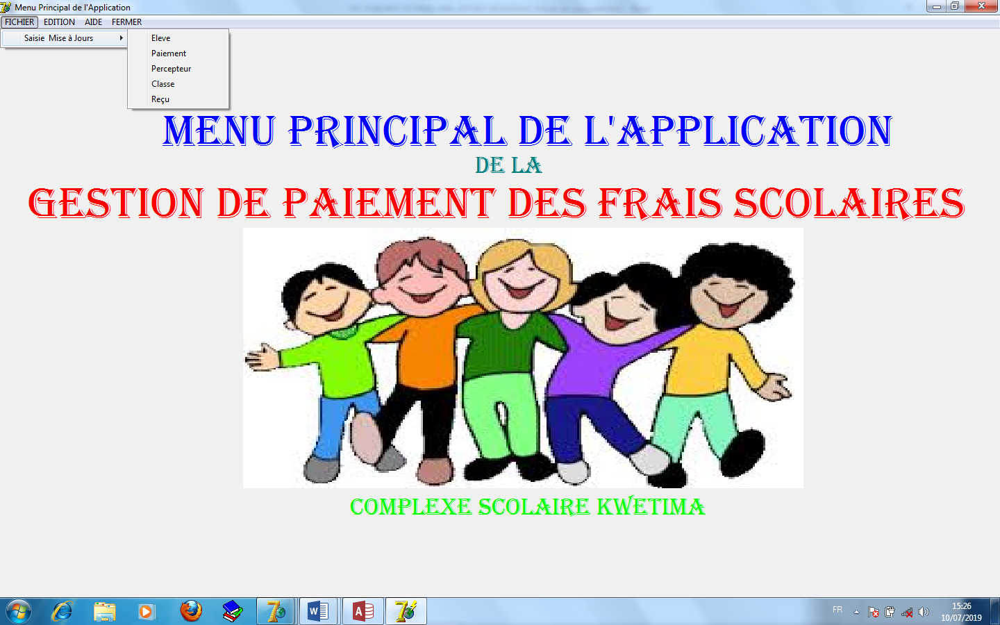 Menu Principal de l'Application
FICHIER EDITION AIDE FERMER
Saisie Mise à Jours
Eleve
Paiement
Percepteur
Classe
Reçu
MENU PRINCIPAL DE L'APPLICATION
DE LA
GESTION DE PAIEMENT DES FRAIS SCOLAIRES
COMPLEXE SCOLAIRE KWETIMA
FR
15:26
10/07/2019